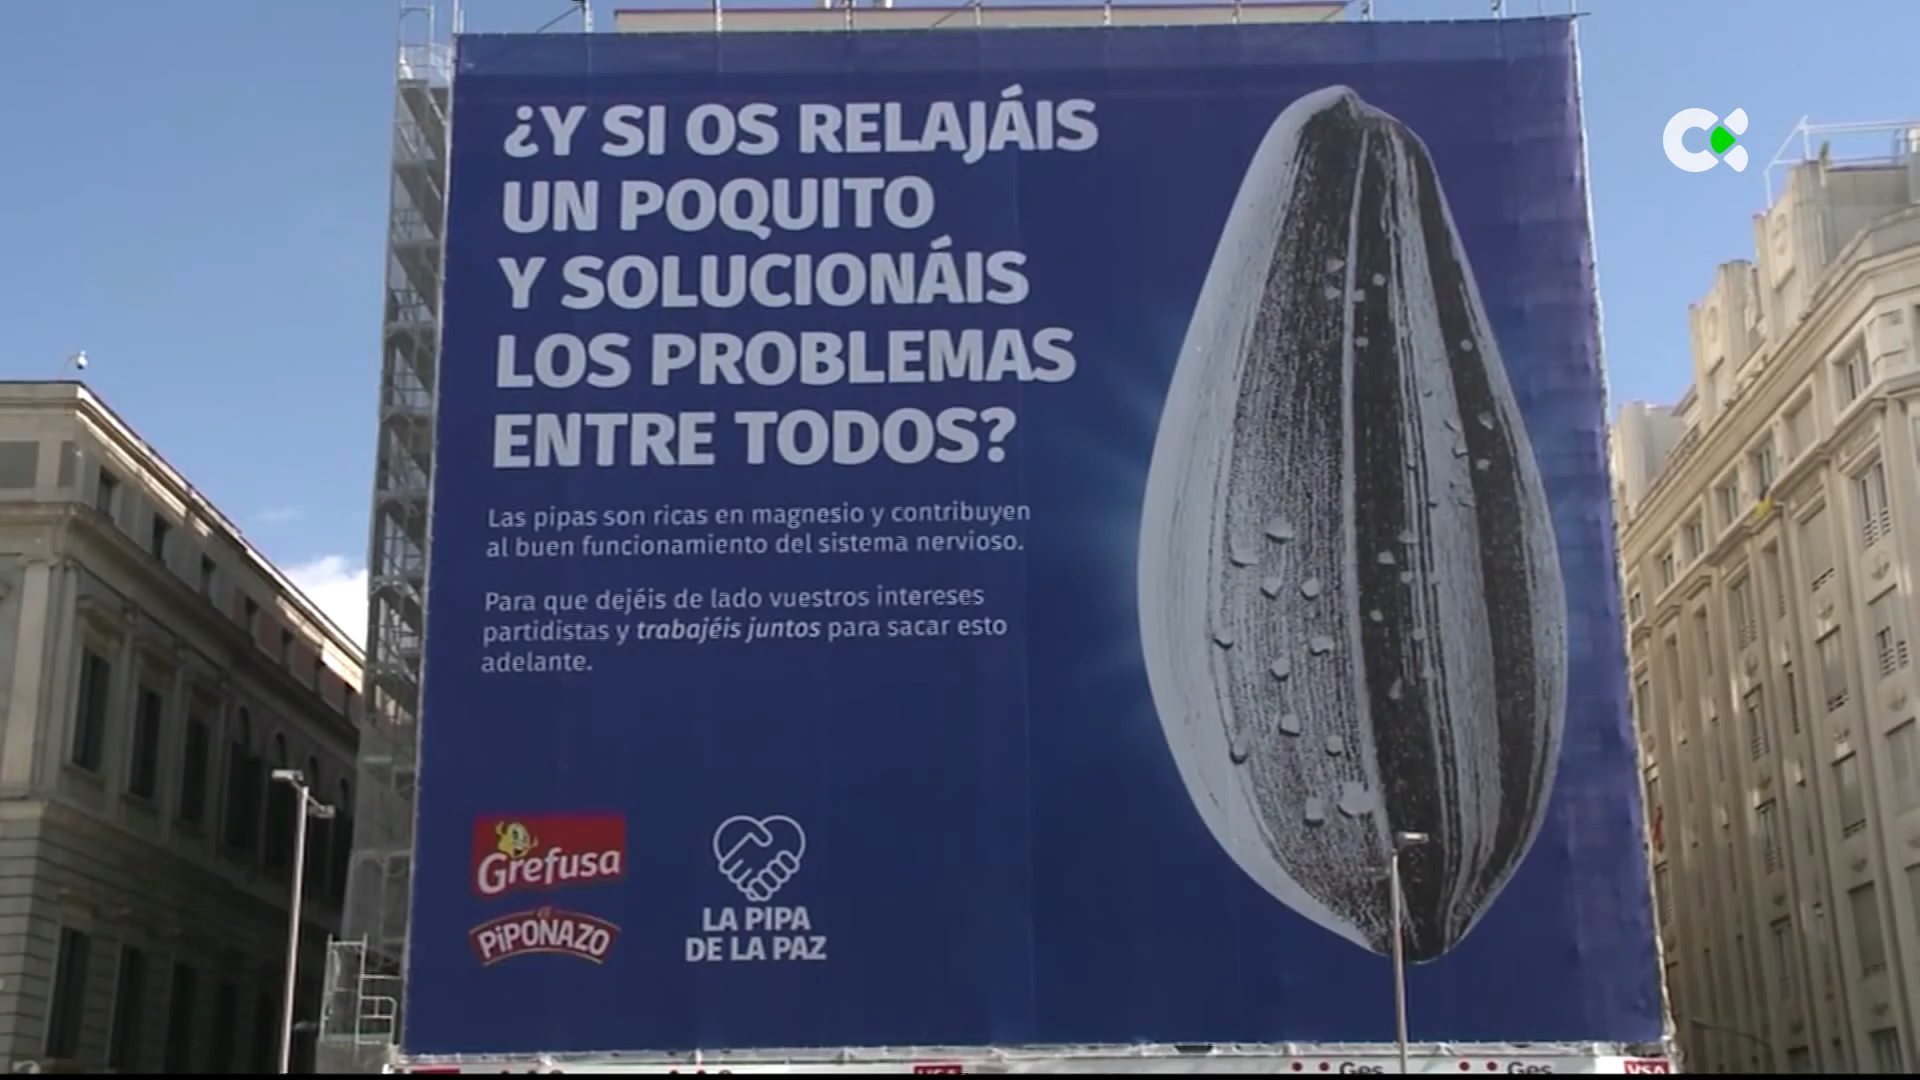 ¿Y SI OS RELAJÁIS
UN POQUITO
Y SOLUCIONÁIS
LOS PROBLEMAS
ENTRE TODOS?
Las pipas son ricas en magnesio y contribuyen
al buen funcionamiento del sistema nervioso.
Para que dejéis de lado vuestros intereses
partidistas y trabajéis juntos para sacar esto
adelante.
Grefusa
el
PiPONAZO
LA PIPA
DE LA PAZ